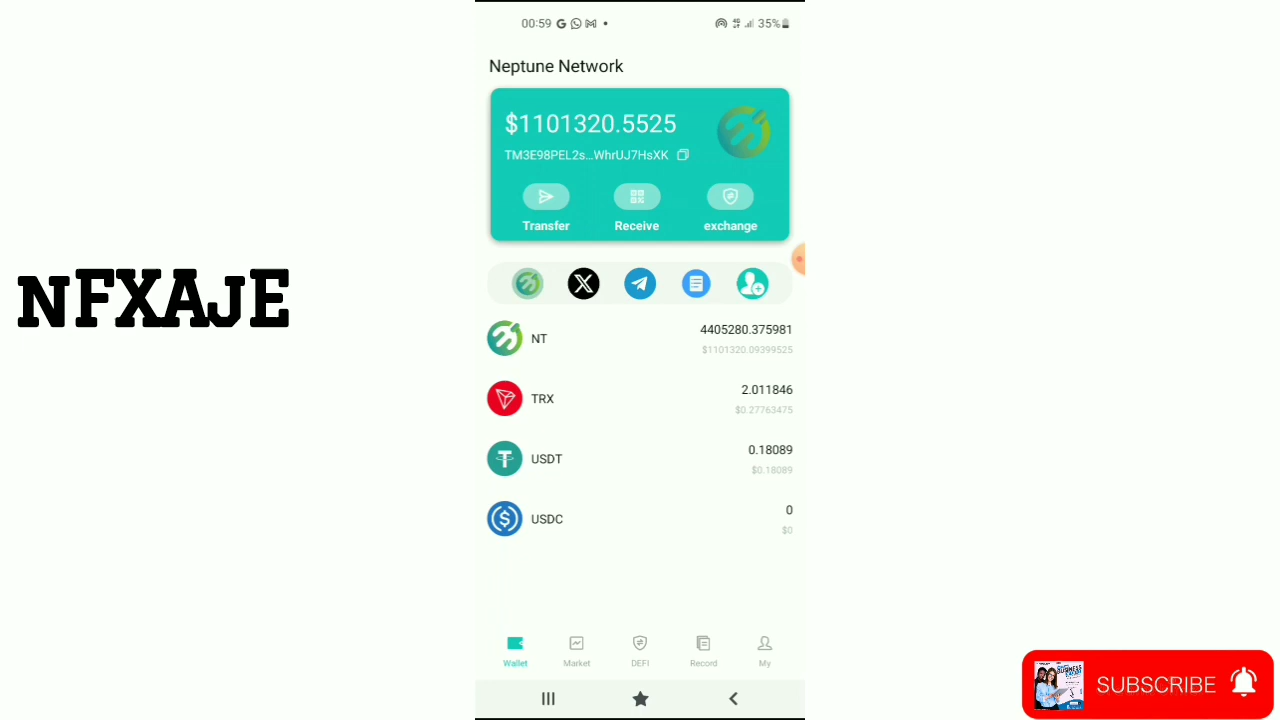 00:59
35%
Neptune Network
$1101320.5525
TM3E98PEL2s...WhrUJ7HsXK
Transfer Receive exchange
NFXAJE
NT 4405280.375981
$1101320.09399525
TRX 2.011846
$0.27763475
USDT 0.18089
$0.18089
USDC 0
$0
Wallet Market DEFI Record My
SUBSCRIBE